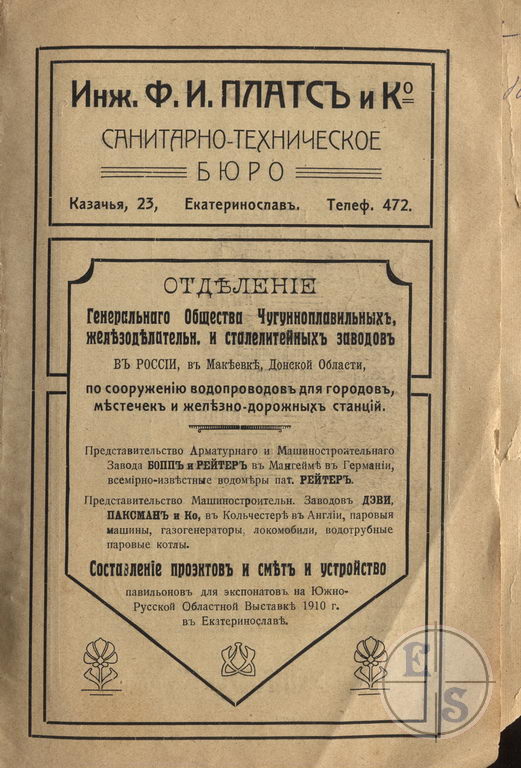 Инж. Ф. И. ПЛАТСЪ и Кº
САНИТАРНО-ТЕХНИЧЕСКОЕ
БЮРО
Казачья, 23, Екатеринославъ. Телеф. 472.
ОТДѢЛЕНІЕ
Генеральнаго Общества Чугунноплавильныхъ,
желѣзодѣлательн. и сталелитейныхъ заводовъ
ВЪ РОССІИ, въ Макѣевкѣ, Донской Области,
по сооруженію водопроводовъ для городовъ,
мѣстечекъ и желѣзно-дорожныхъ станцій.
Представительство Арматурнаго и Машиностроительнаго
Завода БОППЪ и РЕЙТЕРЪ въ Мангеймѣ въ Германіи,
всемірно-извѣстные водомѣры пат. РЕЙТЕРЪ.
Представительство Машиностроительн. Заводовъ ДЭВИ,
ПАКСМАНЪ и Ко, въ Кольчестерѣ въ Англіи, паровыя
машины, газогенераторы, локомобили, водотрубные
паровые котлы.
Составленіе проэктовъ и смѣтъ и устройство
павильоновъ для экспонатовъ на Южно-
Русской Областной Выставкѣ 1910 г.
въ Екатеринославѣ.
E S